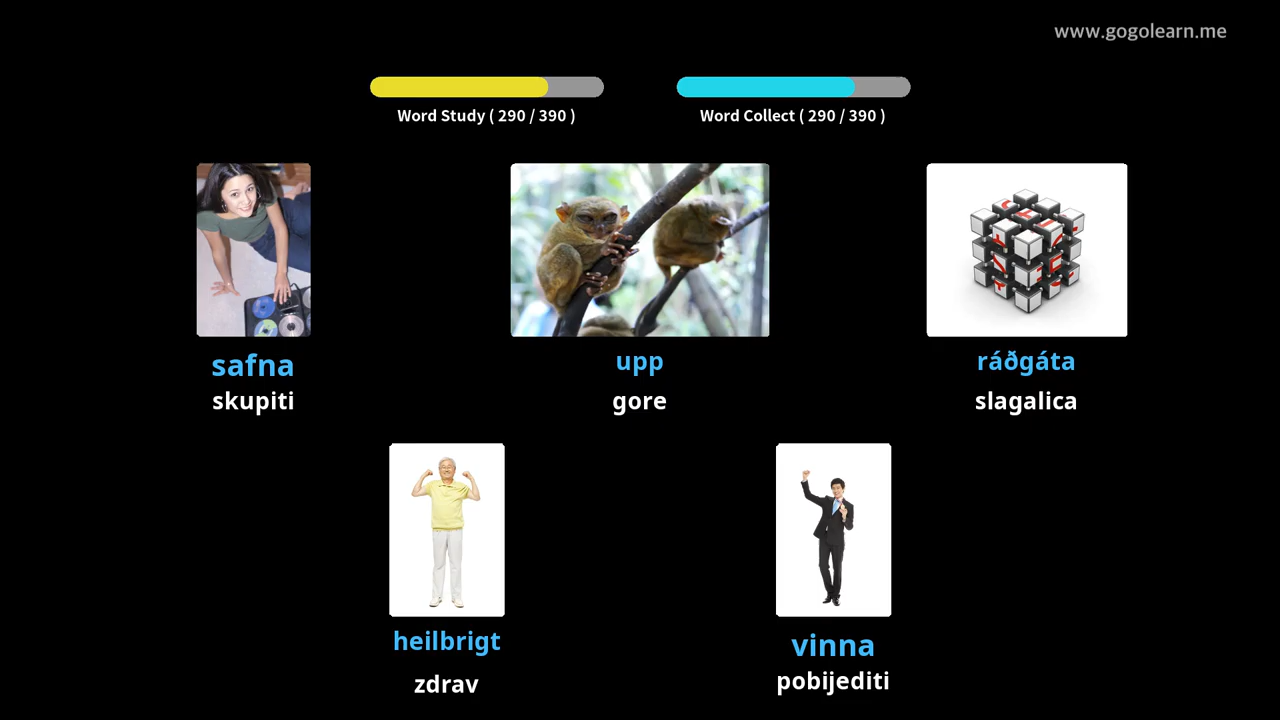 www.gogolearn.me
Word Study ( 290 / 390 )
Word Collect ( 290 / 390 )
safna
skupiti
upp
gore
ráðgáta
slagalica
heilbrigt
zdrav
vinna
pobijediti